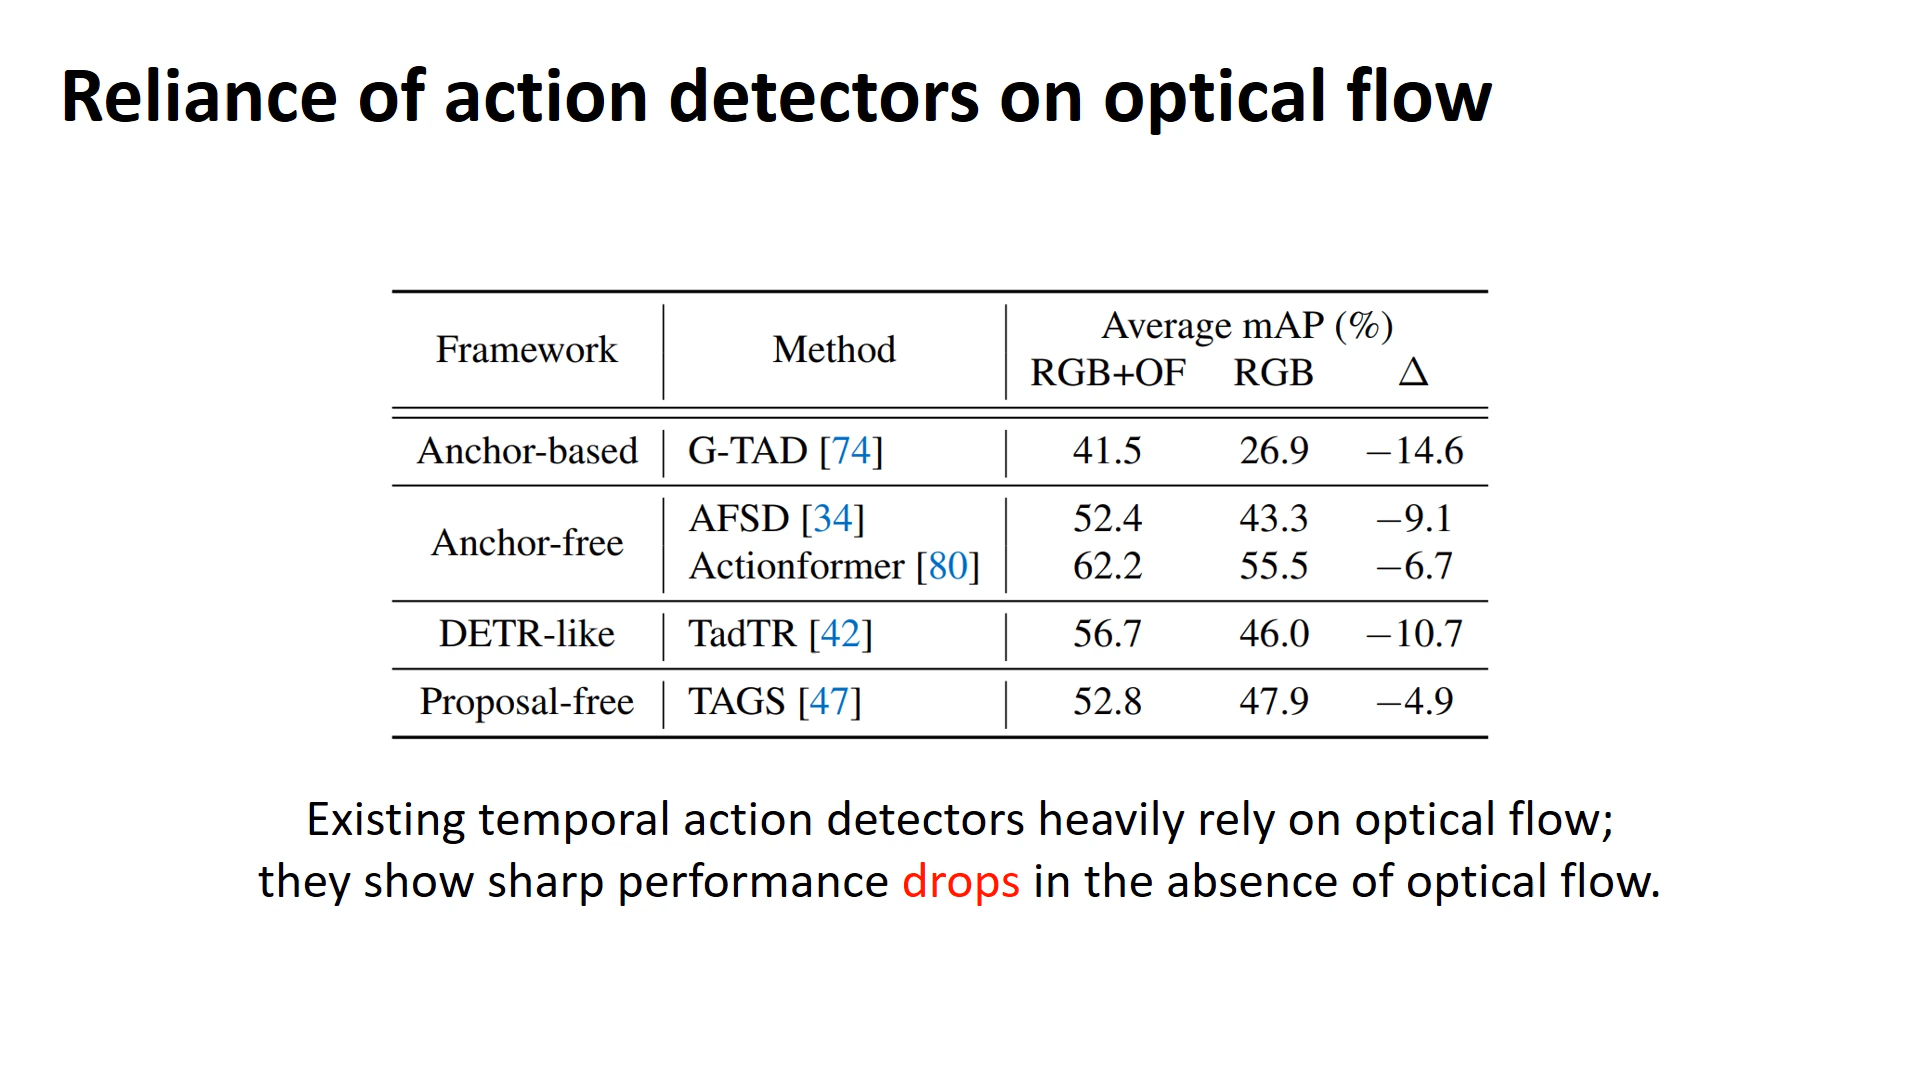 Reliance of action detectors on optical flow
Framework Method Average mAP (%)
RGB+OF RGB Δ
Anchor-based G-TAD [74] 41.5 26.9 −14.6
Anchor-free AFSD [34] 52.4 43.3 −9.1
Actionformer [80] 62.2 55.5 −6.7
DETR-like TadTR [42] 56.7 46.0 −10.7
Proposal-free TAGS [47] 52.8 47.9 −4.9
Existing temporal action detectors heavily rely on optical flow;
they show sharp performance drops in the absence of optical flow.